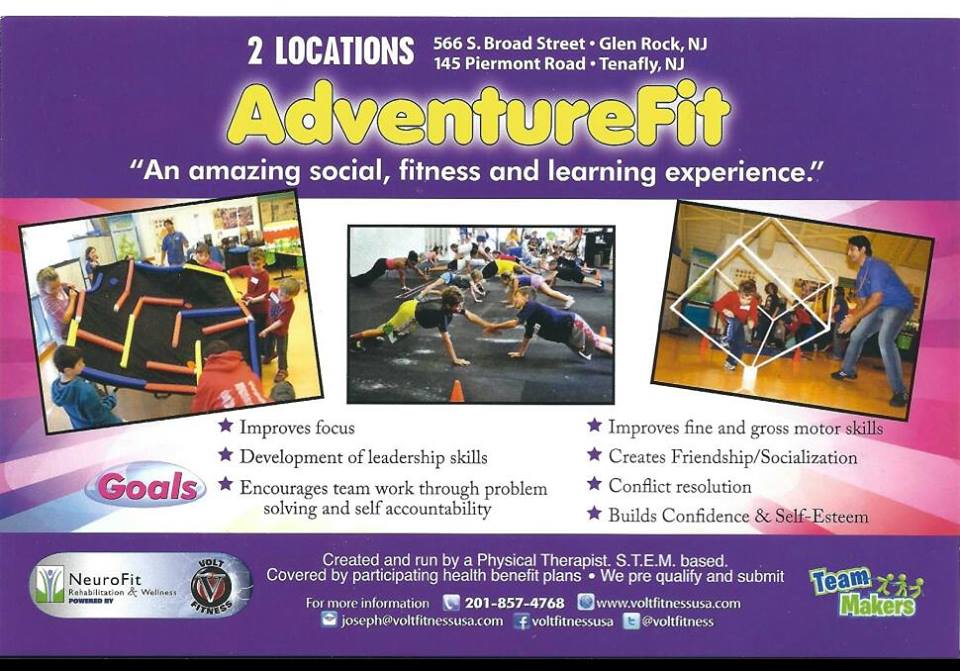 2 LOCATIONS
566 S. Broad Street • Glen Rock, NJ
145 Piermont Road • Tenafly, NJ
AdventureFit
“An amazing social, fitness and learning experience.”
Goals
★ Improves focus
★ Development of leadership skills
★ Encourages team work through problem
solving and self accountability
★ Improves fine and gross motor skills
★ Creates Friendship/Socialization
★ Conflict resolution
★ Builds Confidence & Self-Esteem
NeuroFit
Rehabilitation & Wellness
POWERED BY
VOLT
FITNESS
Created and run by a Physical Therapist. S.T.E.M. based.
Covered by participating health benefit plans • We pre qualify and submit
For more information 201-857-4768 www.voltfitnessusa.com
joseph@voltfitnessusa.com voltfitnessusa @voltfitness
Team
Makers